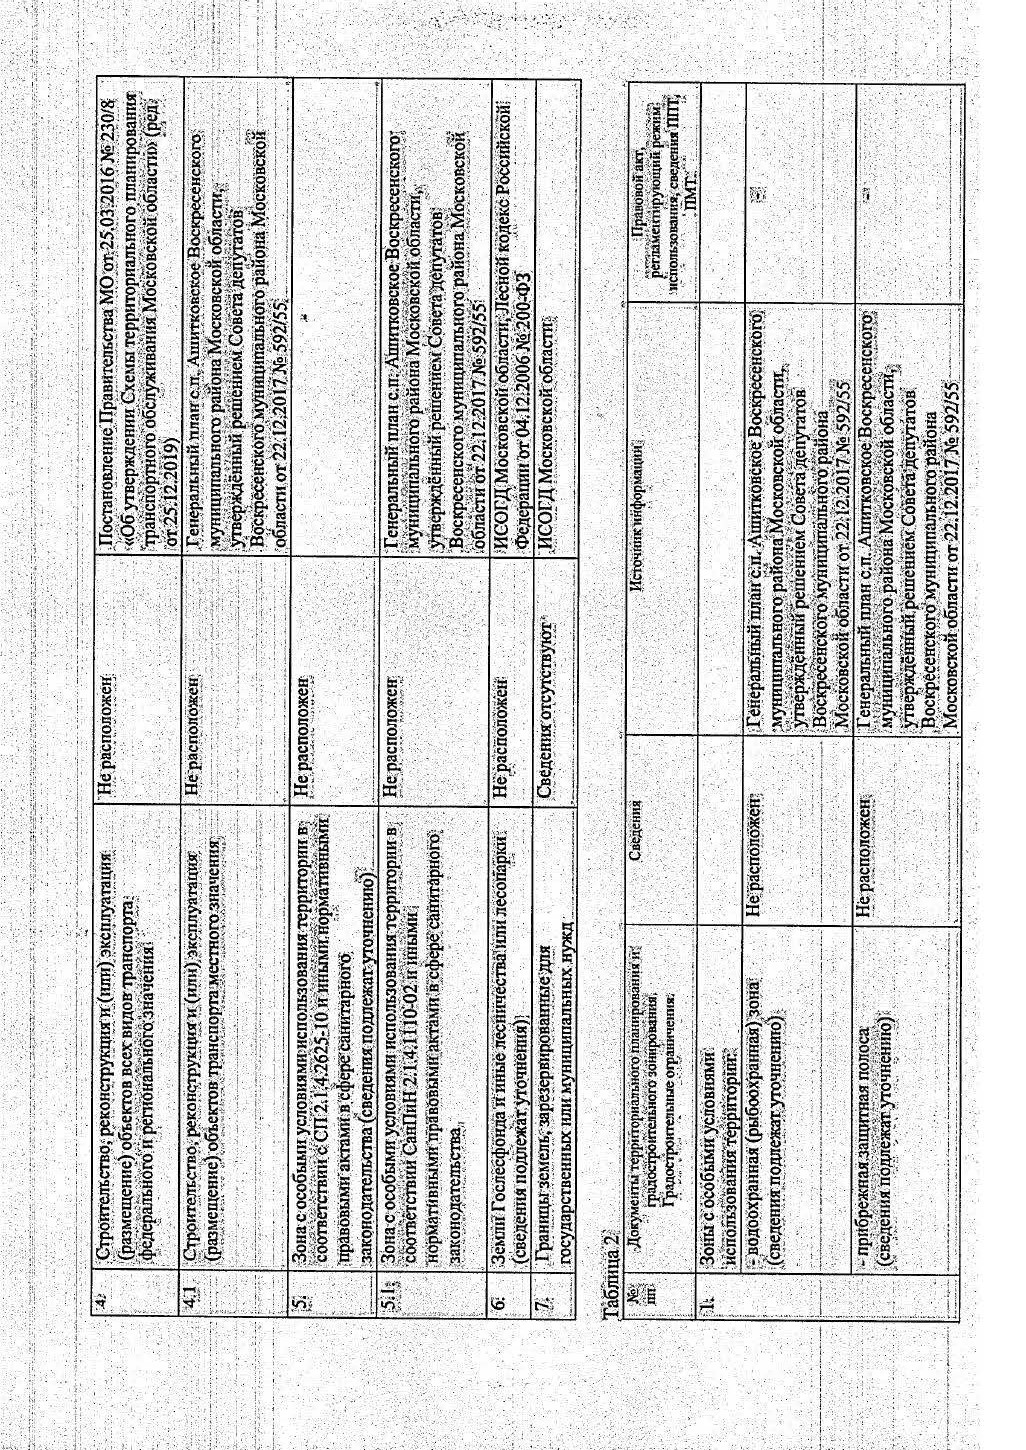 4.
Строительство, реконструкция и (или) эксплуатация
(размещение) объектов всех видов транспорта
федерального и регионального значения
Не расположен
Постановление Правительства МО от 25.03.2016 № 230/8
«Об утверждении Схемы территориального планирования
транспортного обслуживания Московской области» (ред.
от 25.12.2019)
4.1
Строительство, реконструкция и (или) эксплуатация
(размещение) объектов транспорта местного значения
Не расположен
Генеральный план с.п. Ашитковское Воскресенского
муниципального района Московской области,
утверждённый решением Совета депутатов
Воскресенского муниципального района Московской
области от 22.12.2017 № 592/55
5.
Зона с особыми условиями использования территории в
соответствии с СП 2.1.4.2625-10 и иными нормативными
правовыми актами в сфере санитарного
законодательства (сведения подлежат уточнению)
Не расположен
5.1.
Зона с особыми условиями использования территории в
соответствии СанПиН 2.1.4.1110-02 и иными
нормативными правовыми актами в сфере санитарного
законодательства.
Не расположен
Генеральный план с.п. Ашитковское Воскресенского
муниципального района Московской области,
утверждённый решением Совета депутатов
Воскресенского муниципального района Московской
области от 22.12.2017 № 592/55
6.
Земли Гослесфонда и иные лесничества или лесопарки
(сведения подлежат уточнения)
Не расположен
ИСОГД Московской области, Лесной кодекс Российской
Федерации от 04.12.2006 № 200-ФЗ
7.
Границы земель, зарезервированные для
государственных или муниципальных нужд
Сведения отсутствуют
ИСОГД Московской области
Таблица 2.
№
пп.
Документы территориального планирования и
градостроительного зонирования.
Градостроительные ограничения.
Сведения
Источник информации
Правовой акт,
регламентирующий режим
использования, сведения ППТ,
ПМТ.
1.
Зоны с особыми условиями
использования территории:
- водоохранная (рыбоохранная) зона
(сведения подлежат уточнению)
Не расположен
Генеральный план с.п. Ашитковское Воскресенского
муниципального района Московской области,
утверждённый решением Совета депутатов
Воскресенского муниципального района
Московской области от 22.12.2017 № 592/55
-
- прибрежная защитная полоса
(сведения подлежат уточнению)
Не расположен
Генеральный план с.п. Ашитковское Воскресенского
муниципального района Московской области,
утверждённый решением Совета депутатов
Воскресенского муниципального района
Московской области от 22.12.2017 № 592/55
-